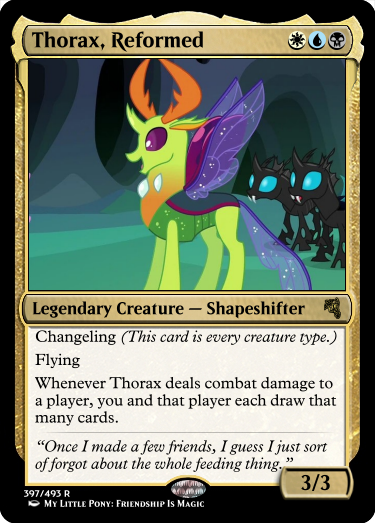 Thorax, Reformed
Legendary Creature — Shapeshifter
Changeling (This card is every creature type.)
Flying
Whenever Thorax deals combat damage to
a player, you and that player each draw that
many cards.
“Once I made a few friends, I guess I just sort
of forgot about the whole feeding thing.”
3/3
397/493 R
My Little Pony: Friendship Is Magic